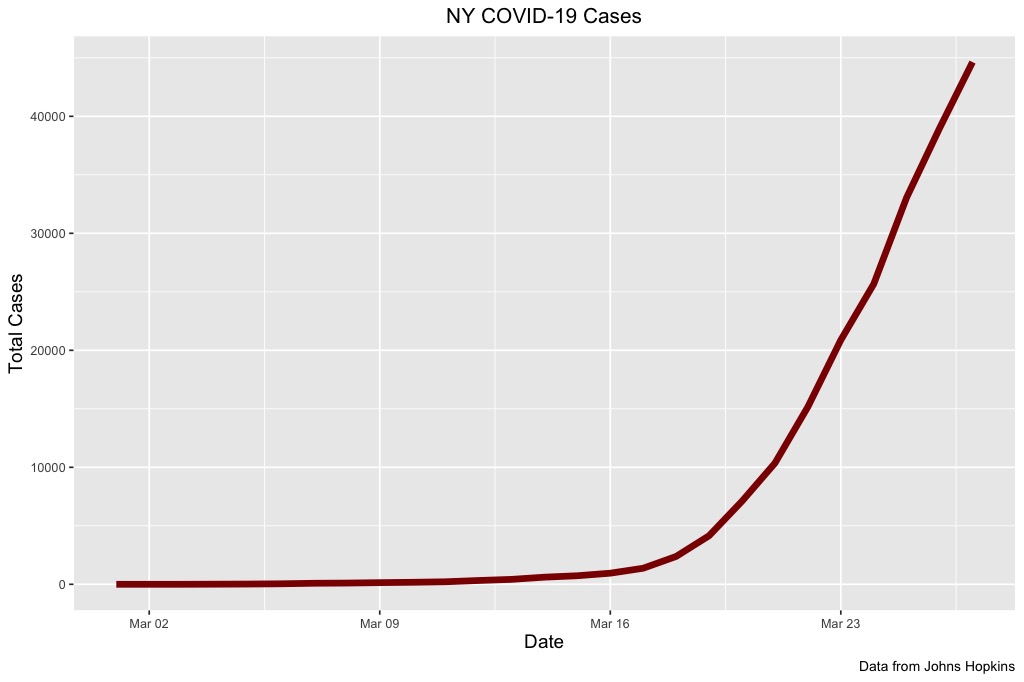 NY COVID-19 Cases
Total Cases
40000
30000
20000
10000
0
Mar 02 Mar 09 Mar 16 Mar 23
Date
Data from Johns Hopkins